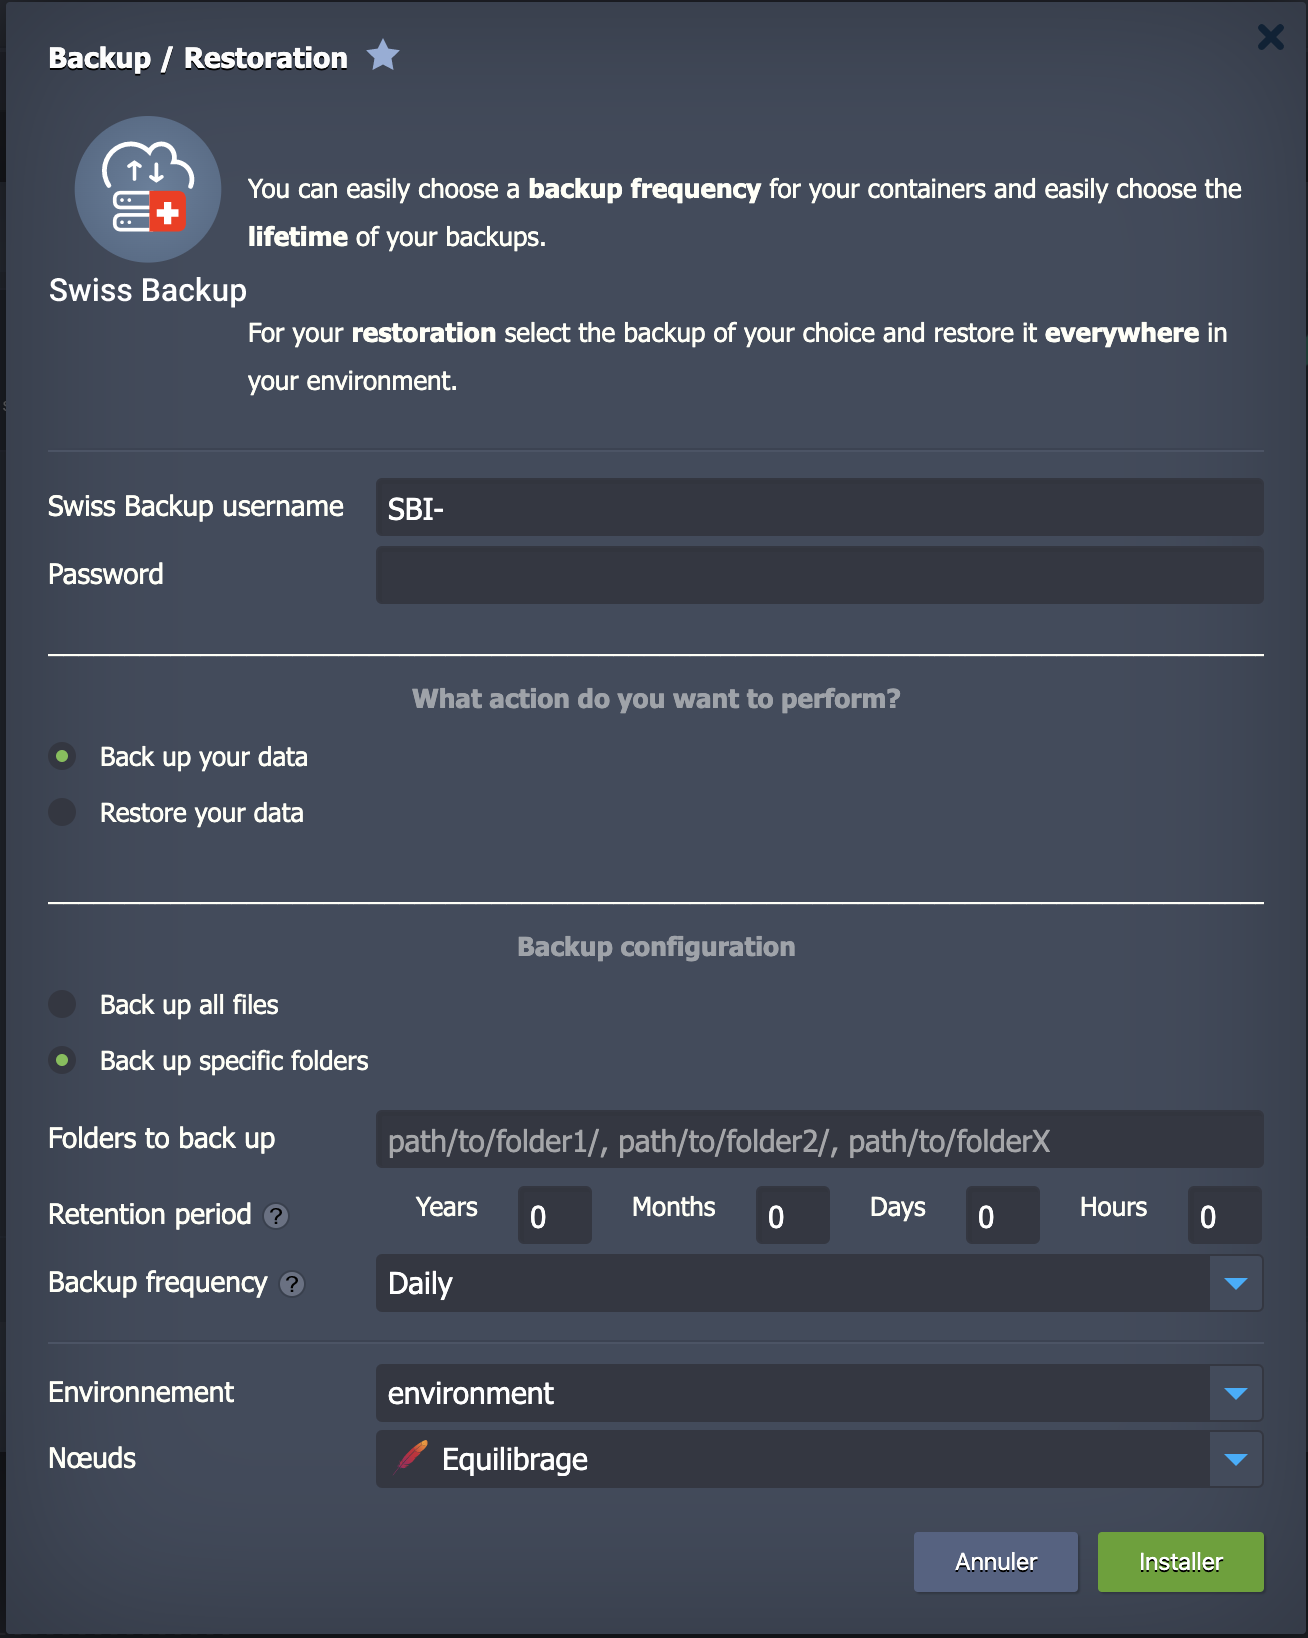 Backup / Restoration
You can easily choose a backup frequency for your containers and easily choose the
lifetime of your backups.
Swiss Backup
For your restoration select the backup of your choice and restore it everywhere in
your environment.
Swiss Backup username SBI-
Password
What action do you want to perform?
Back up your data
Restore your data
Backup configuration
Back up all files
Back up specific folders
Folders to back up path/to/folder1/, path/to/folder2/, path/to/folderX
Retention period ? Years 0 Months 0 Days 0 Hours 0
Backup frequency ? Daily
Environnement environment
Nœuds Equilibrage
Annuler Installer